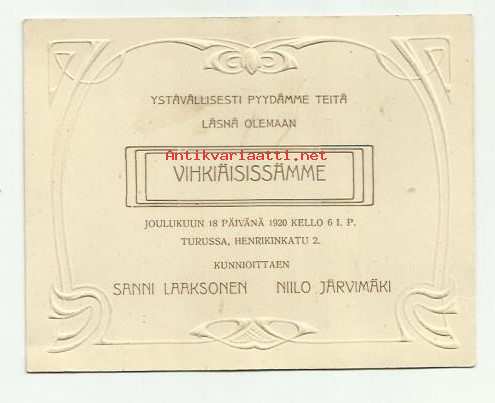 YSTÄVÄLLISESTI PYYDÄMME TEITÄ
LÄSNÄ OLEMAAN
Antikvariaatti.net
VIHKIÄISISSÄMME
JOULUKUUN 18 PÄIVÄNÄ 1920 KELLO 6 I. P.
TURUSSA, HENRIKINKATU 2.
KUNNIOITTAEN
SANNI LAAKSONEN NIILO JÄRVIMÄKI